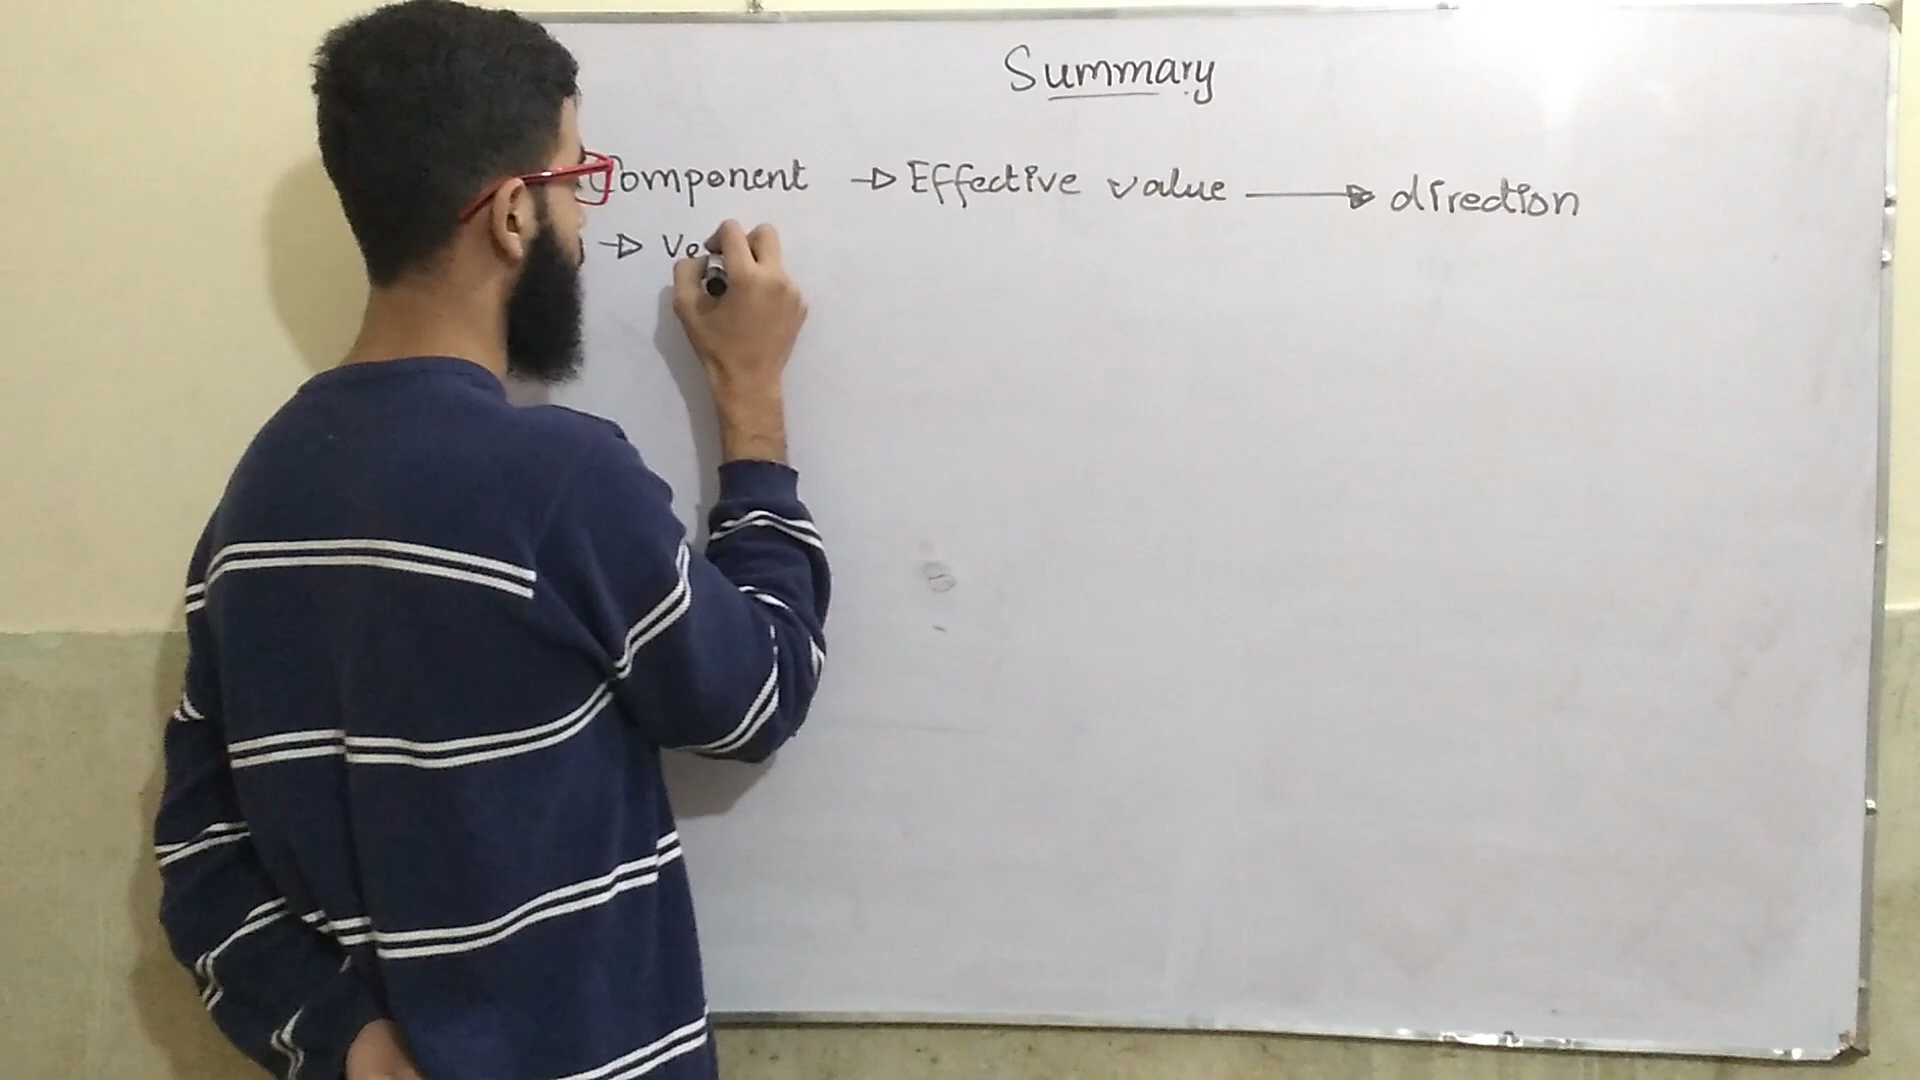 Summary
Component → Effective value → direction
→ Ve